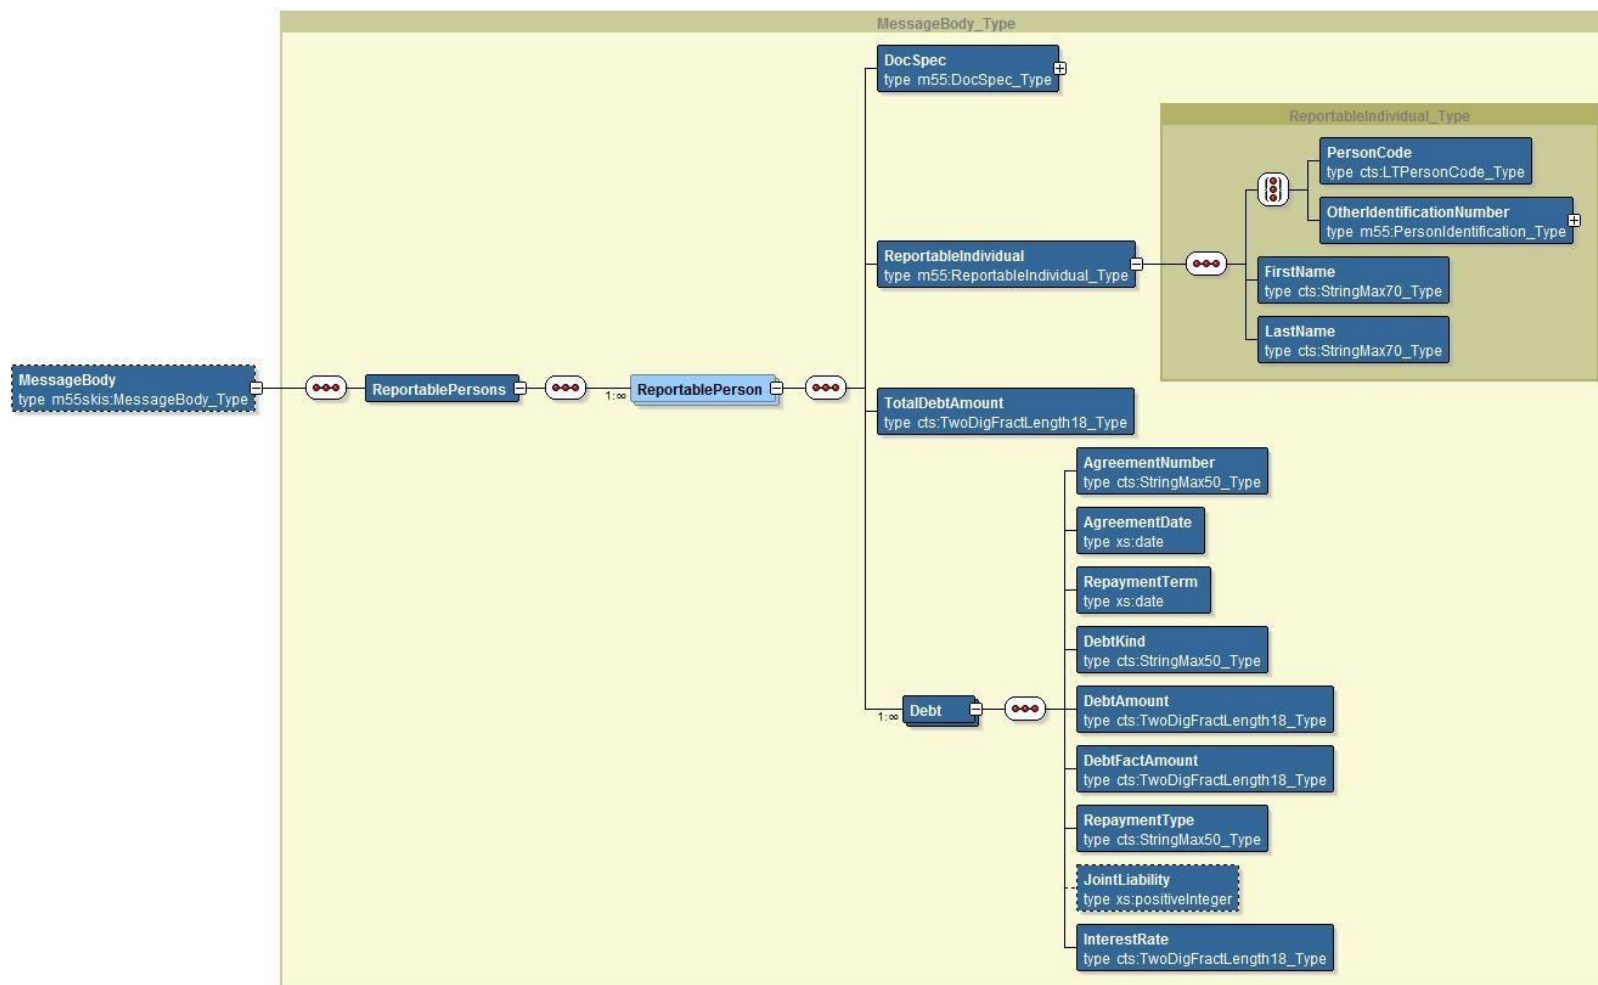 MessageBody_Type
DocSpec
type m55:DocSpec_Type
ReportableIndividual_Type
PersonCode
type cts:LTPersonCode_Type
OtherIdentificationNumber
type m55:PersonIdentification_Type
ReportableIndividual
type m55:ReportableIndividual_Type
FirstName
type cts:StringMax70_Type
LastName
type cts:StringMax70_Type
MessageBody
type m55skis:MessageBody_Type
ReportablePersons
ReportablePerson
1:∞
TotalDebtAmount
type cts:TwoDigFractLength18_Type
AgreementNumber
type cts:StringMax50_Type
AgreementDate
type xs:date
RepaymentTerm
type xs:date
DebtKind
type cts:StringMax50_Type
Debt
1:∞
DebtAmount
type cts:TwoDigFractLength18_Type
DebtFactAmount
type cts:TwoDigFractLength18_Type
RepaymentType
type cts:StringMax50_Type
JointLiability
type xs:positiveInteger
InterestRate
type cts:TwoDigFractLength18_Type